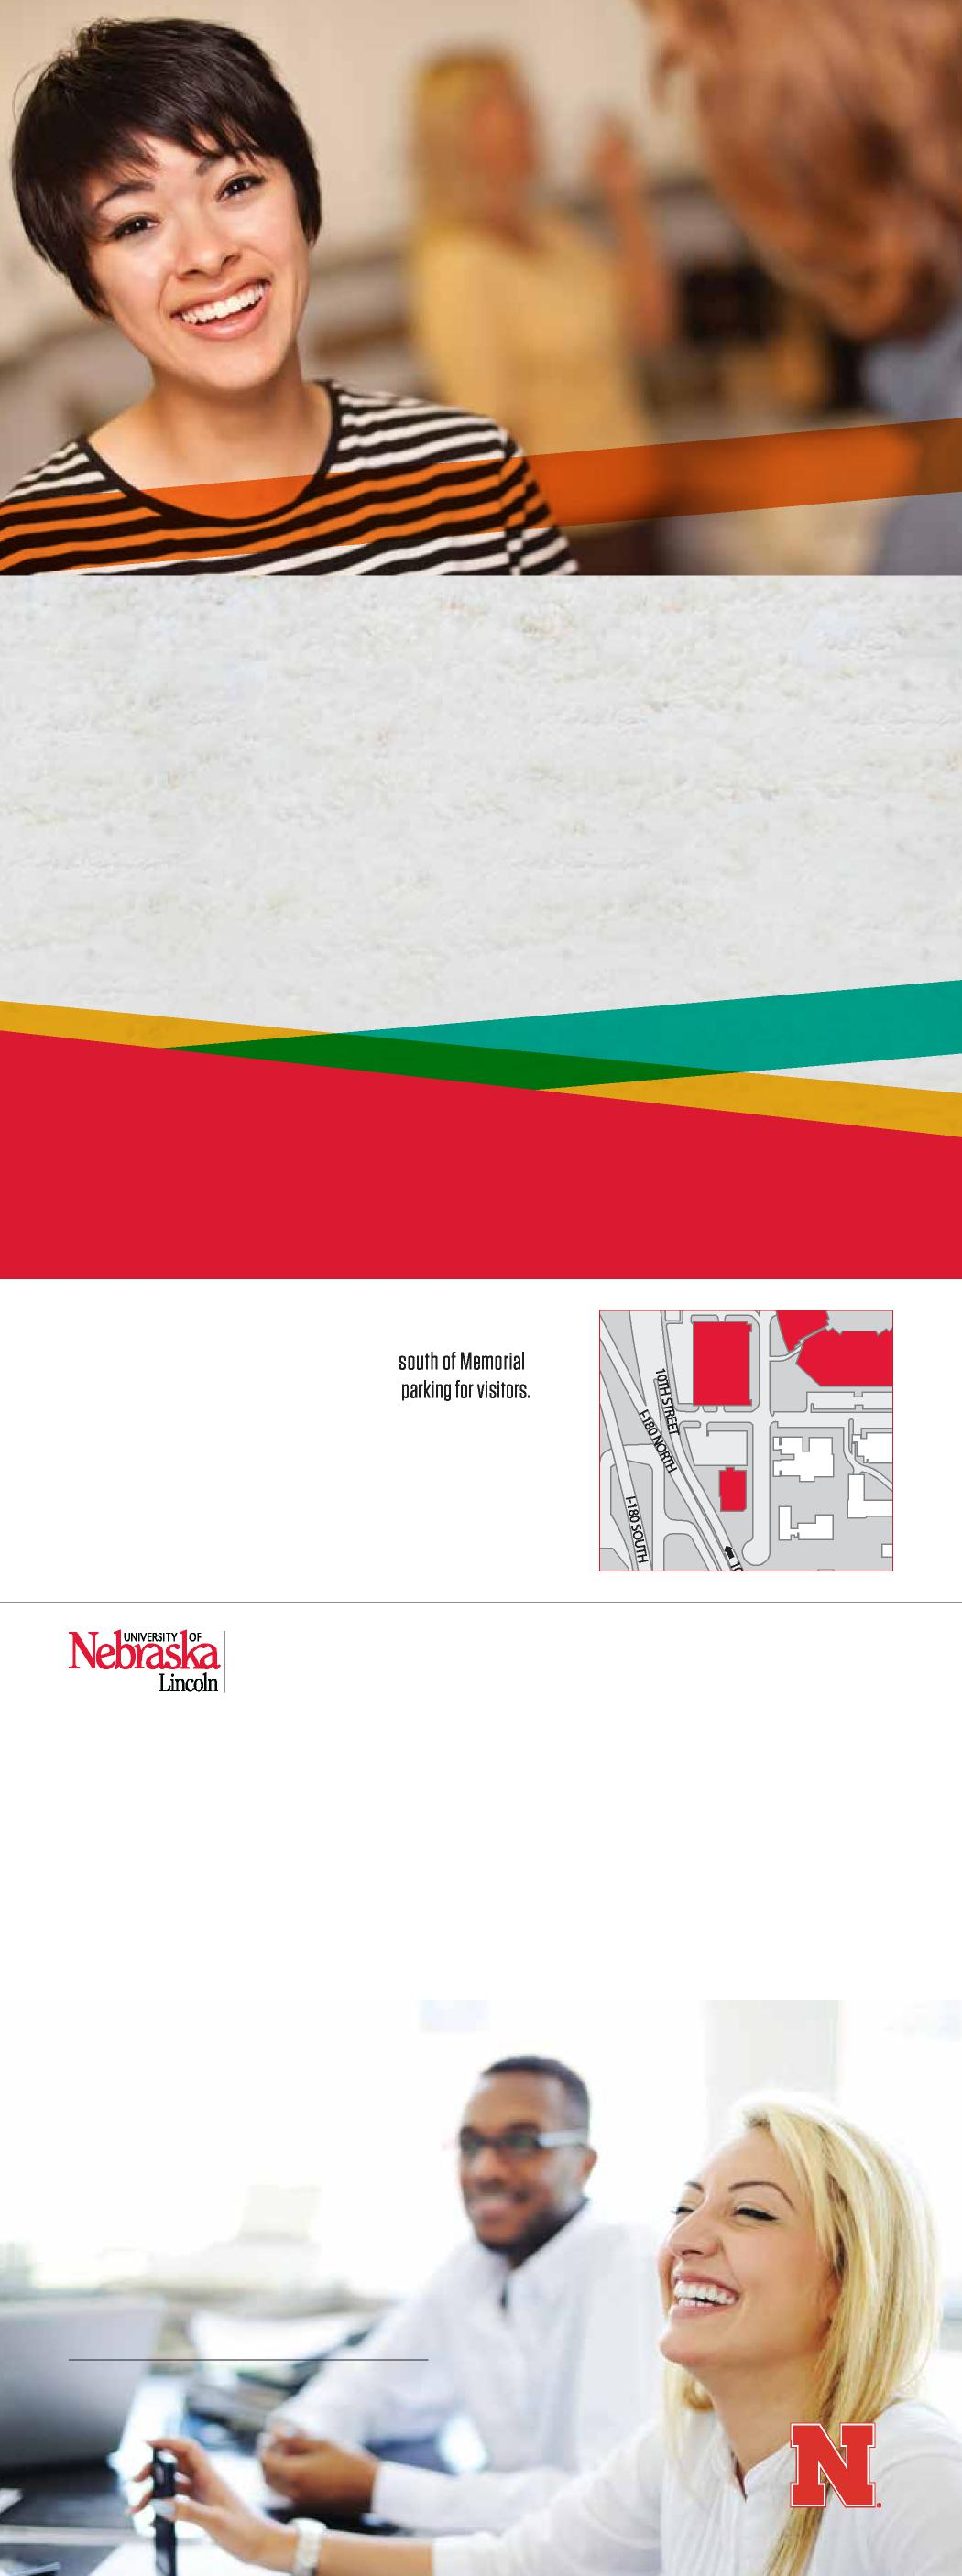 south of Memorial
parking for visitors.
10TH STREET
I-180 NORTH
I-180 SOUTH
UNIVERSITY OF
Nebraska
Lincoln
N